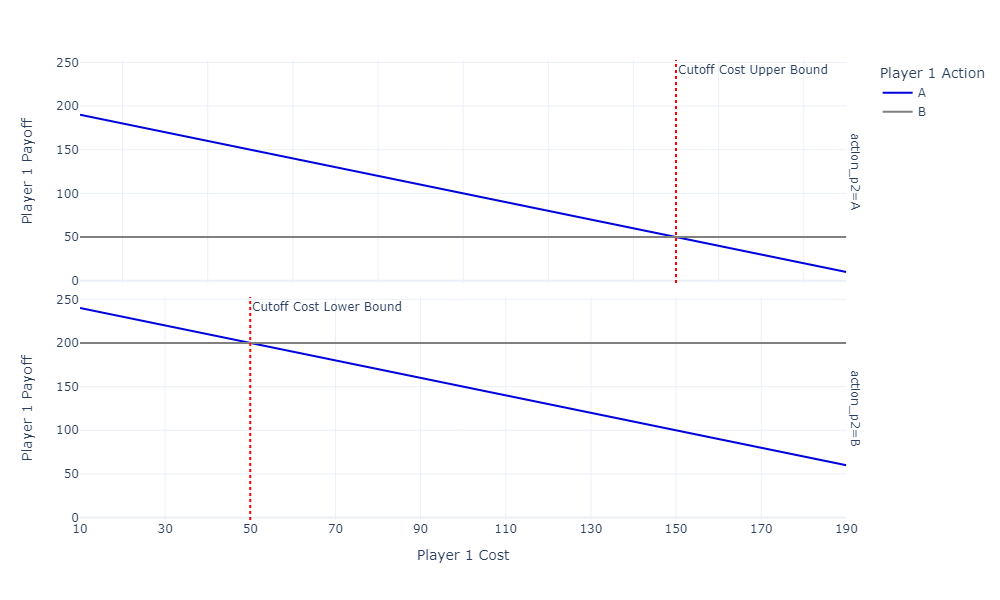 Player 1 Payoff
250
200
150
100
50
0
Cutoff Cost Upper Bound
action_p2=A
Player 1 Action
A
B
Player 1 Payoff
250
200
150
100
50
0
Cutoff Cost Lower Bound
action_p2=B
10 30 50 70 90 110 130 150 170 190
Player 1 Cost